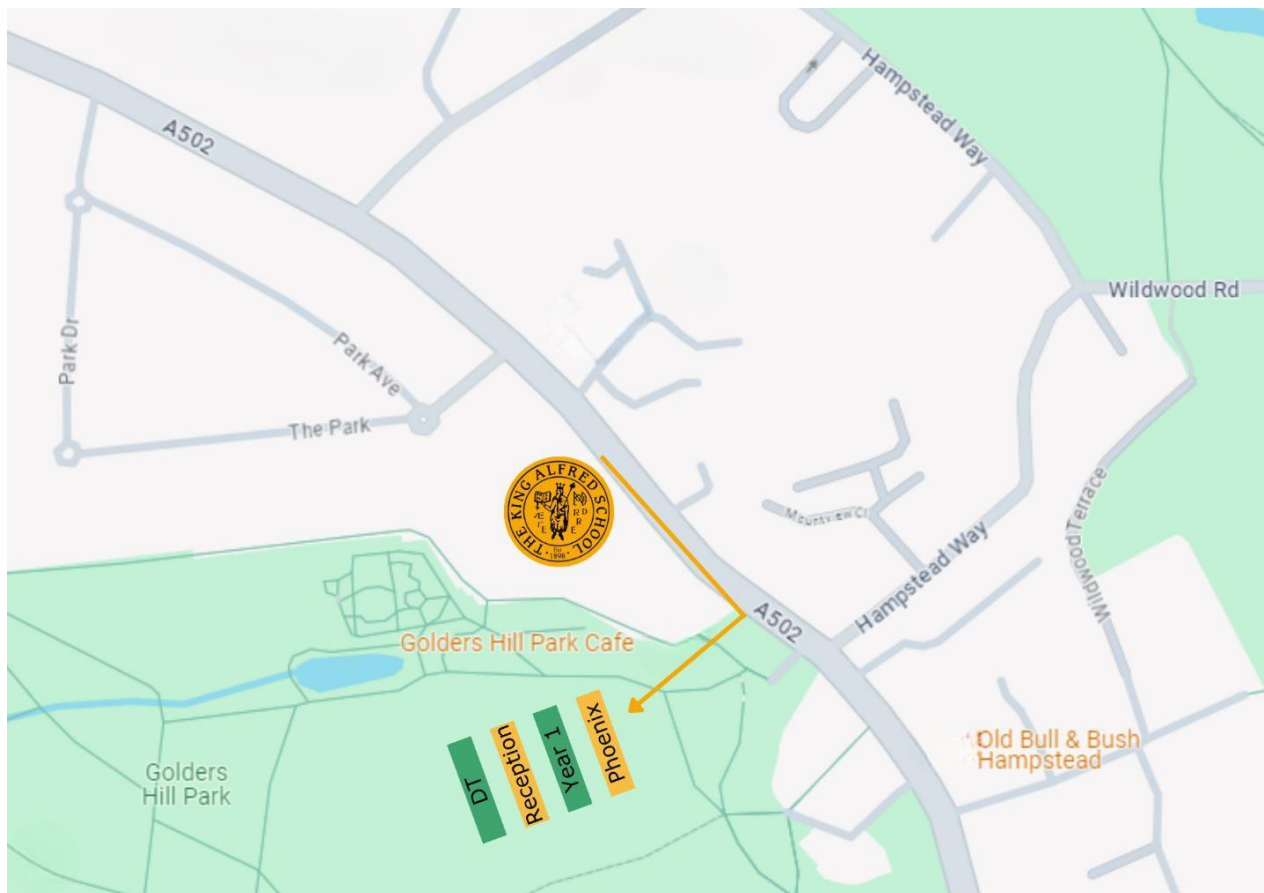 A502
Hampstead Way
Wildwood Rd
Park Dr
Park Ave
The Park
THE KING ALFRED SCHOOL
Est
1898
Mountview Cl
Hampstead Way
Wildwood Terrace
A502
Golders Hill Park Cafe
Phoenix
Year 1
Reception
DT
Old Bull & Bush
Hampstead
Golders
Hill Park